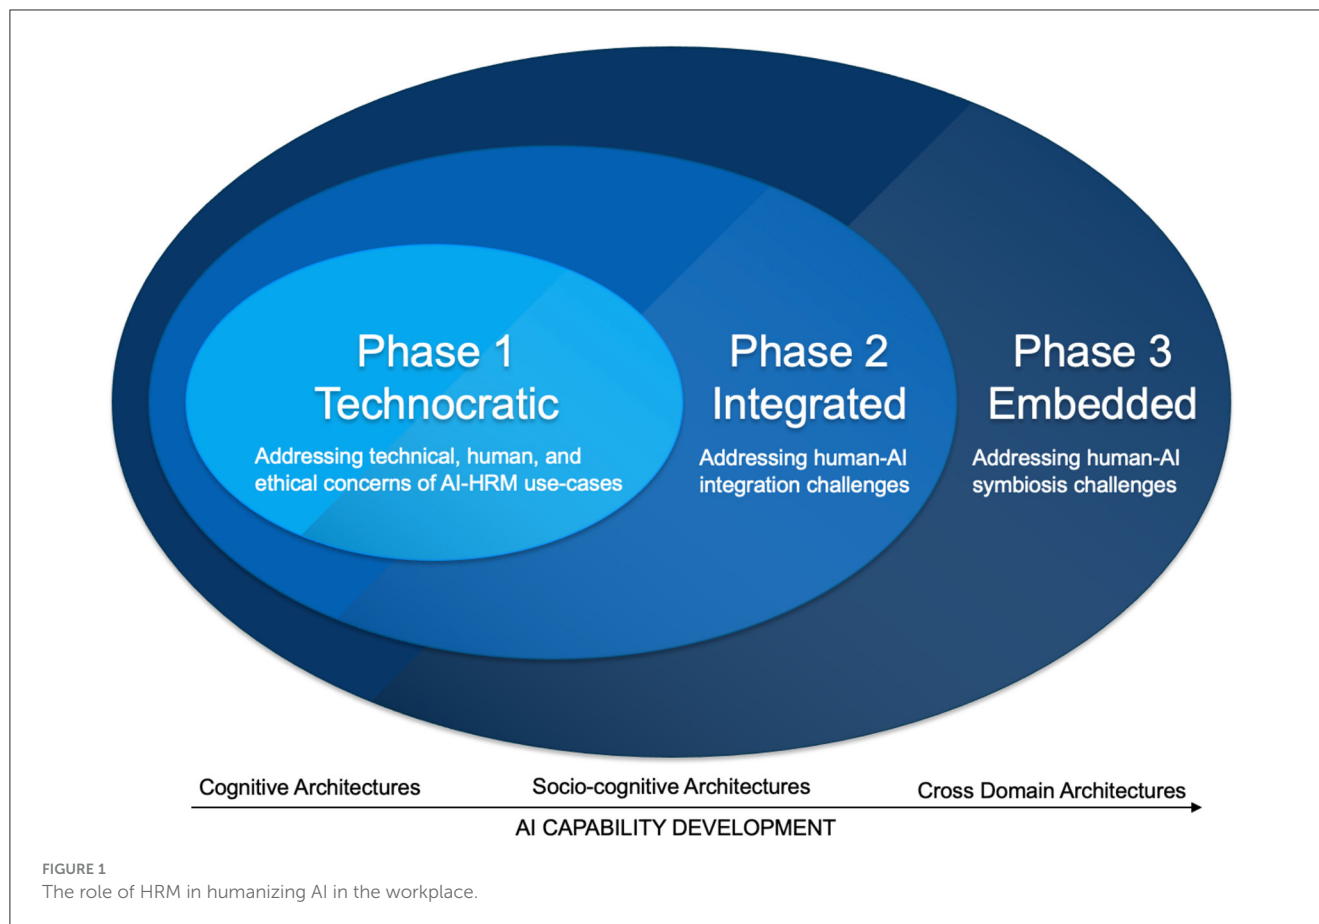 Phase 1
Technocratic
Addressing technical, human, and
ethical concerns of AI-HRM use-cases
Phase 2
Integrated
Addressing human-AI
integration challenges
Phase 3
Embedded
Addressing human-AI
symbiosis challenges
Cognitive Architectures
Socio-cognitive Architectures
Cross Domain Architectures
AI CAPABILITY DEVELOPMENT
FIGURE 1
The role of HRM in humanizing AI in the workplace.